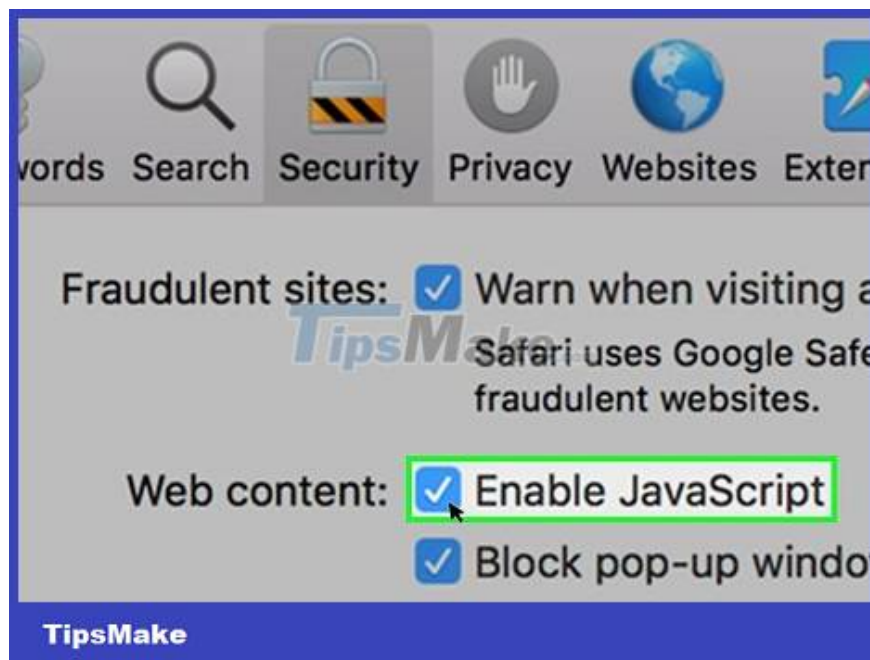 words Search Security Privacy Websites Exten
Fraudulent sites: Warn when visiting a
TipsMake
Safari uses Google Safe
fraudulent websites.
Web content: Enable JavaScript
Block pop-up windo
TipsMake